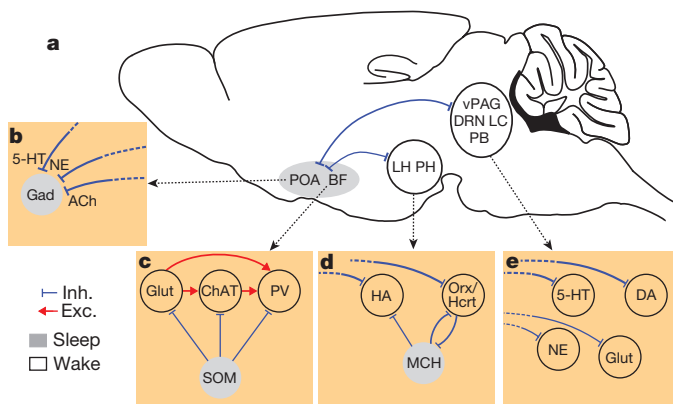 a
vPAG
DRN LC
PB
POA BF
LH PH
b
5-HT
NE
Gad
ACh
Inh.
Exc.
Sleep
Wake
c
Glut
ChAT
PV
SOM
d
HA
Orx/
Hcrt
MCH
e
5-HT
DA
NE
Glut